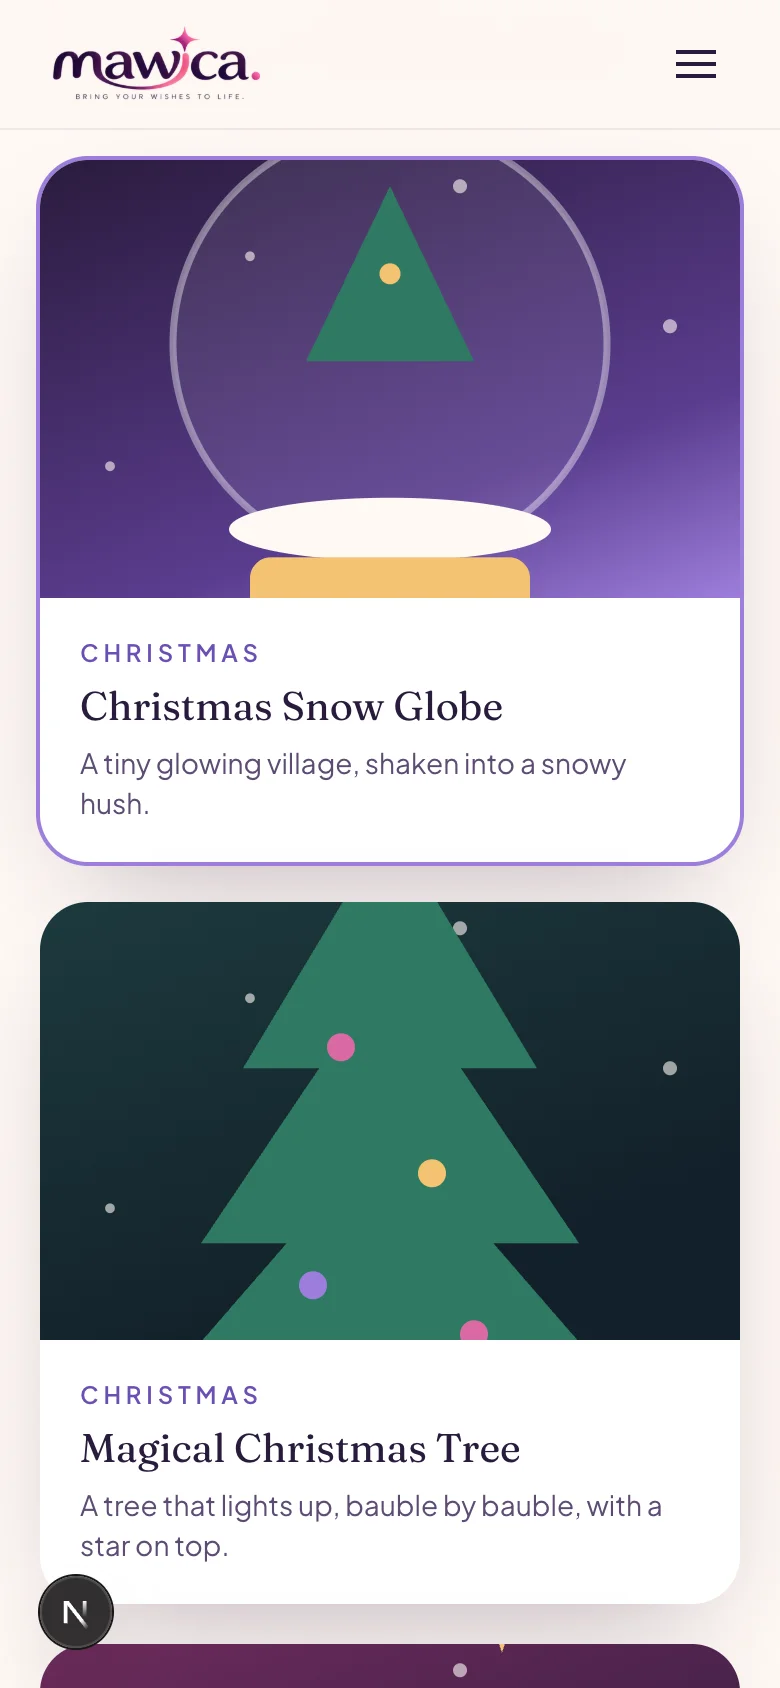 mawica.
BRING YOUR WISHES TO LIFE.
CHRISTMAS
Christmas Snow Globe
A tiny glowing village, shaken into a snowy
hush.
CHRISTMAS
Magical Christmas Tree
A tree that lights up, bauble by bauble, with a
star on top.
N